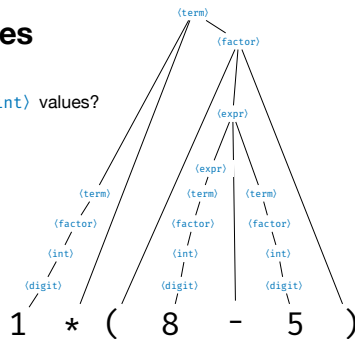 ⟨term⟩
es
⟨factor⟩
int⟩ values?
⟨expr⟩
⟨expr⟩
⟨term⟩ ⟨term⟩ ⟨term⟩
⟨factor⟩ ⟨factor⟩ ⟨factor⟩
⟨int⟩ ⟨int⟩ ⟨int⟩
⟨digit⟩ ⟨digit⟩ ⟨digit⟩
1 * ( 8 - 5 )